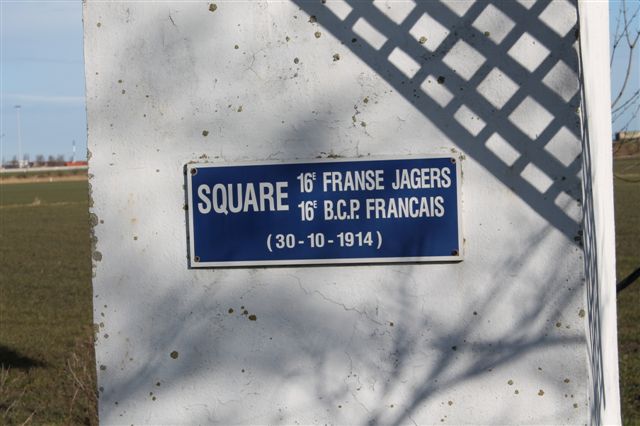 SQUARE 16E FRANSE JAGERS
16E B.C.P. FRANCAIS
(30-10-1914)